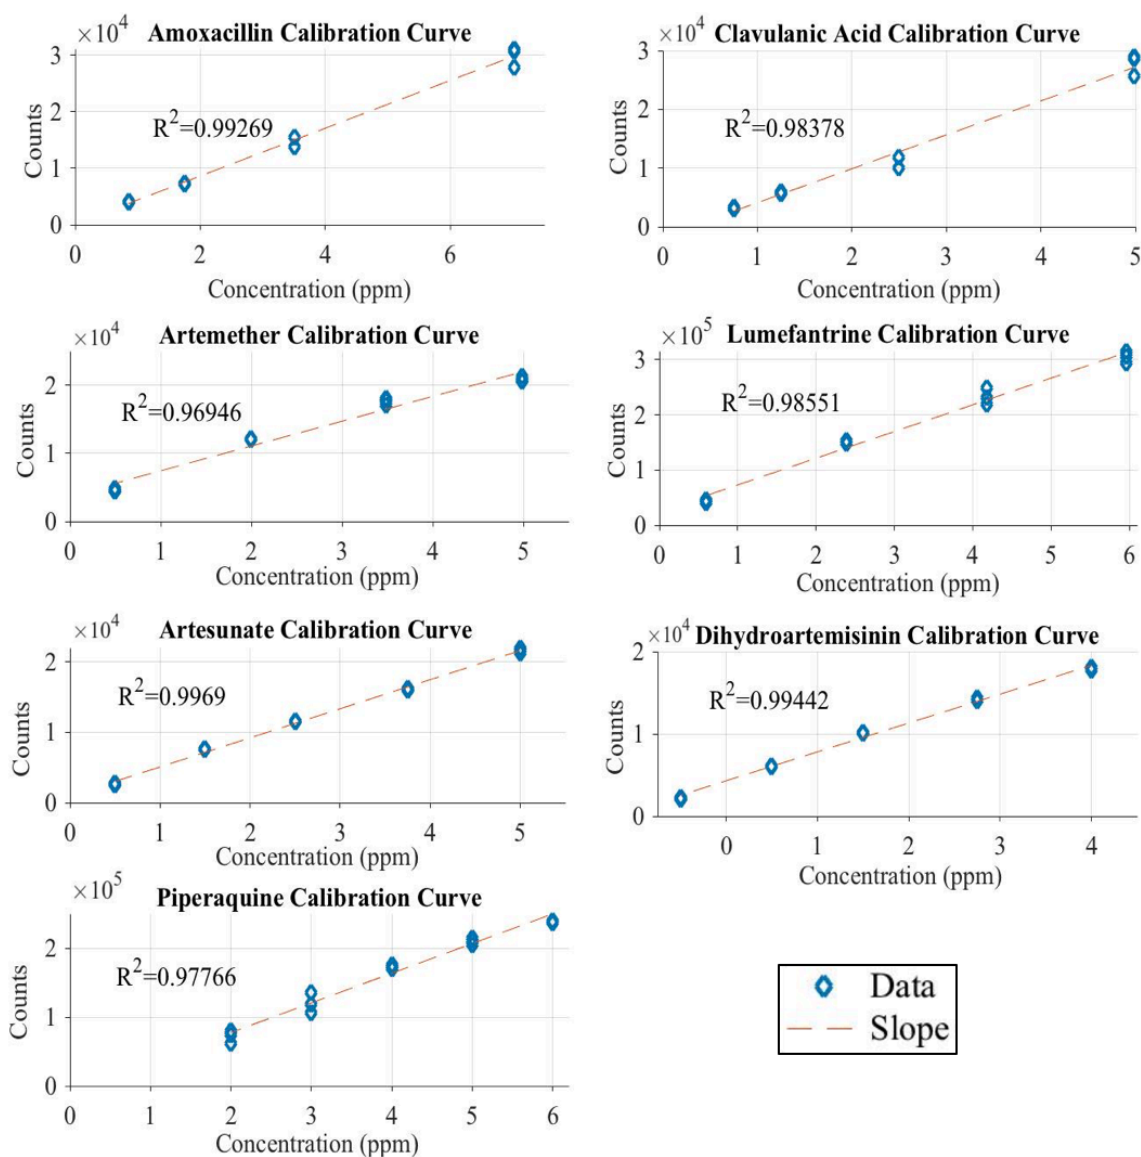 ×10⁴
Amoxacillin Calibration Curve
3
2
1
0
Counts
R²=0.99269
0 2 4 6
Concentration (ppm)
×10⁴
Clavulanic Acid Calibration Curve
3
2
1
0
Counts
R²=0.98378
0 1 2 3 4 5
Concentration (ppm)
×10⁴
Artemether Calibration Curve
2
1
0
Counts
R²=0.96946
0 1 2 3 4 5
Concentration (ppm)
×10⁵
Lumefantrine Calibration Curve
3
2
1
0
Counts
R²=0.98551
0 1 2 3 4 5 6
Concentration (ppm)
×10⁴
Artesunate Calibration Curve
2
1
0
Counts
R²=0.9969
0 1 2 3 4 5
Concentration (ppm)
×10⁴
Dihydroartemisinin Calibration Curve
2
1
0
Counts
R²=0.99442
0 1 2 3 4
Concentration (ppm)
×10⁵
Piperaquine Calibration Curve
2
1
0
Counts
R²=0.97766
0 1 2 3 4 5 6
Concentration (ppm)
Data
Slope